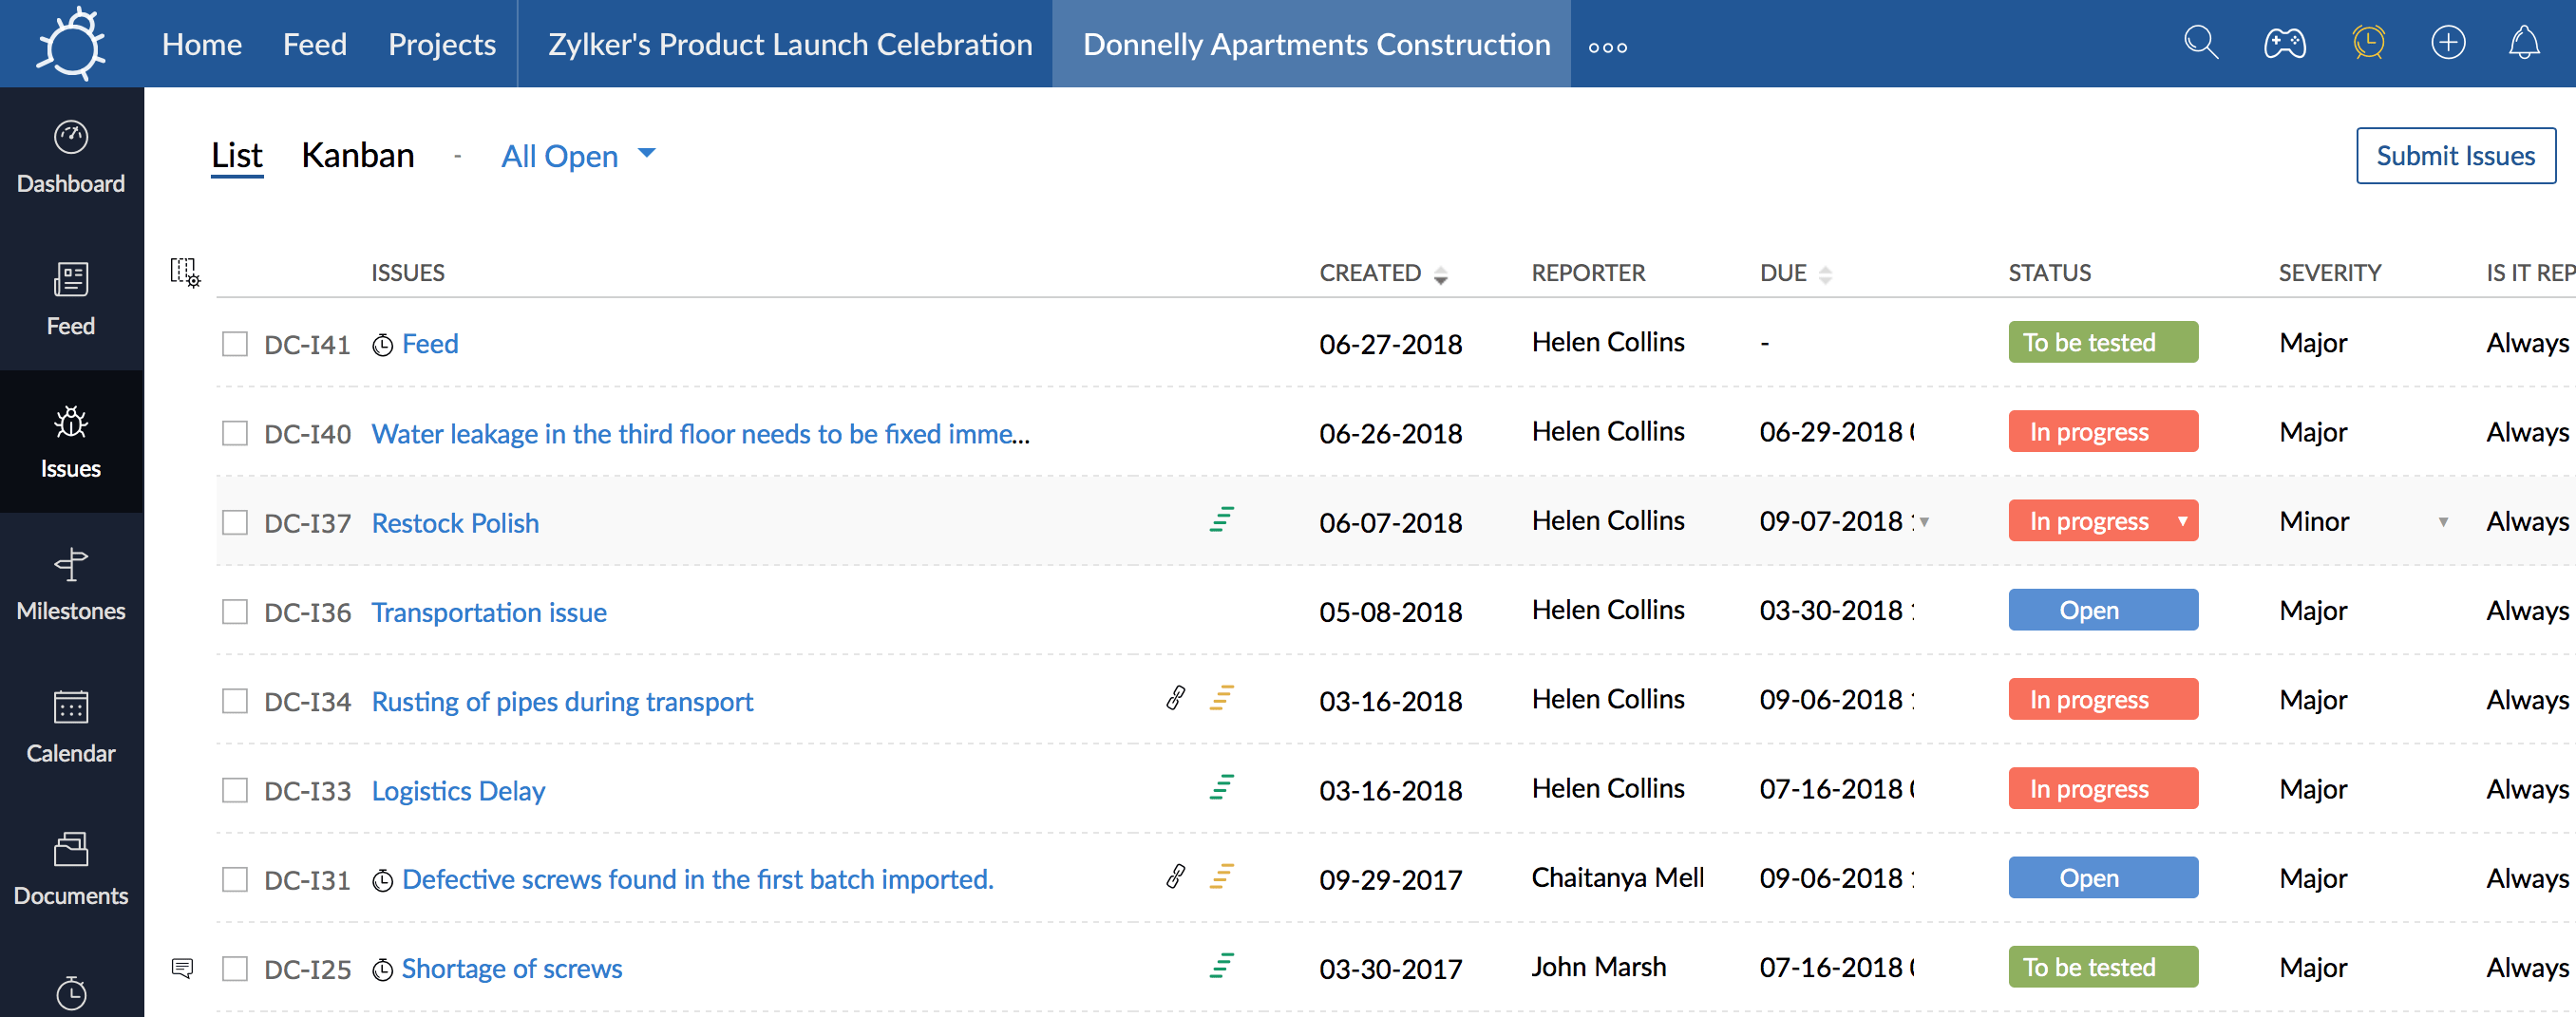 Home Feed Projects Zylker's Product Launch Celebration Donnelly Apartments Construction
Dashboard
Feed
Issues
Milestones
Calendar
Documents
List Kanban - All Open
Submit Issues
ISSUES CREATED REPORTER DUE STATUS SEVERITY IS IT REP
DC-I41 Feed 06-27-2018 Helen Collins - To be tested Major Always
DC-I40 Water leakage in the third floor needs to be fixed imme... 06-26-2018 Helen Collins 06-29-2018 In progress Major Always
DC-I37 Restock Polish 06-07-2018 Helen Collins 09-07-2018 In progress Minor Always
DC-I36 Transportation issue 05-08-2018 Helen Collins 03-30-2018 Open Major Always
DC-I34 Rusting of pipes during transport 03-16-2018 Helen Collins 09-06-2018 In progress Major Always
DC-I33 Logistics Delay 03-16-2018 Helen Collins 07-16-2018 In progress Major Always
DC-I31 Defective screws found in the first batch imported. 09-29-2017 Chaitanya Mell 09-06-2018 Open Major Always
DC-I25 Shortage of screws 03-30-2017 John Marsh 07-16-2018 To be tested Major Always